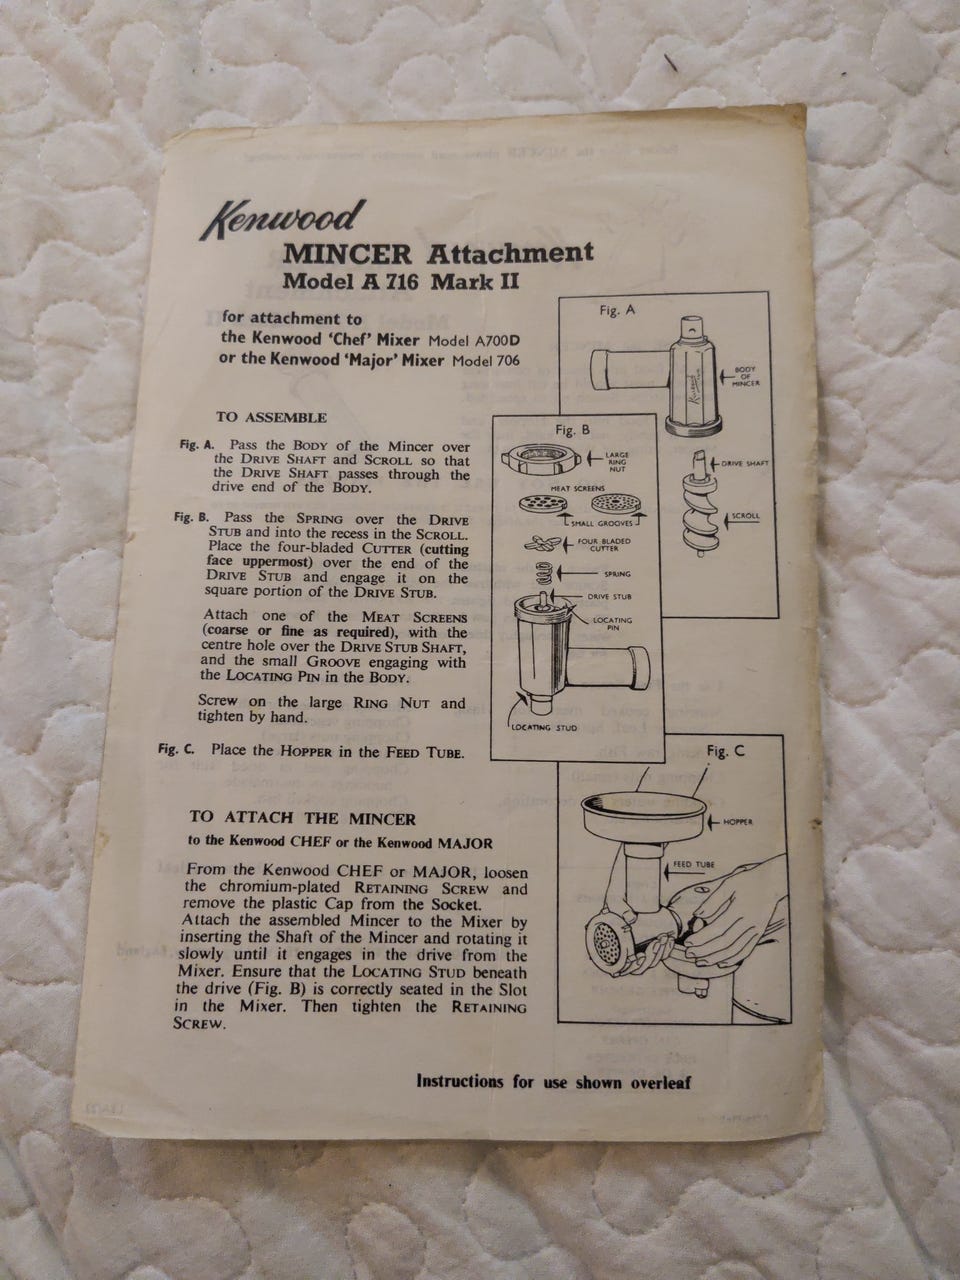 Kenwood
MINCER Attachment
Model A 716 Mark II
for attachment to
the Kenwood ‘Chef’ Mixer Model A700D
or the Kenwood ‘Major’ Mixer Model 706
TO ASSEMBLE
Fig. A. Pass the BODY of the Mincer over
the DRIVE SHAFT and SCROLL so that
the DRIVE SHAFT passes through the
drive end of the BODY.
Fig. B. Pass the SPRING over the DRIVE
STUB and into the recess in the SCROLL.
Place the four-bladed CUTTER (cutting
face uppermost) over the end of the
DRIVE STUB and engage it on the
square portion of the DRIVE STUB.
Attach one of the MEAT SCREENS
(coarse or fine as required), with the
centre hole over the DRIVE STUB SHAFT,
and the small GROOVE engaging with
the LOCATING PIN in the BODY.
Screw on the large RING NUT and
tighten by hand.
Fig. C. Place the HOPPER in the FEED TUBE.
TO ATTACH THE MINCER
to the Kenwood CHEF or the Kenwood MAJOR
From the Kenwood CHEF or MAJOR, loosen
the chromium-plated RETAINING SCREW and
remove the plastic Cap from the Socket.
Attach the assembled Mincer to the Mixer by
inserting the Shaft of the Mincer and rotating it
slowly until it engages in the drive from the
Mixer. Ensure that the LOCATING STUD beneath
the drive (Fig. B) is correctly seated in the Slot
in the Mixer. Then tighten the RETAINING
SCREW.
Fig. A
Kenwood
BODY
OF
MINCER
DRIVE SHAFT
SCROLL
Fig. B
LARGE
RING
NUT
MEAT SCREENS
SMALL GROOVES
FOUR BLADED
CUTTER
SPRING
DRIVE STUB
LOCATING
PIN
LOCATING STUD
Fig. C
HOPPER
FEED TUBE
Instructions for use shown overleaf